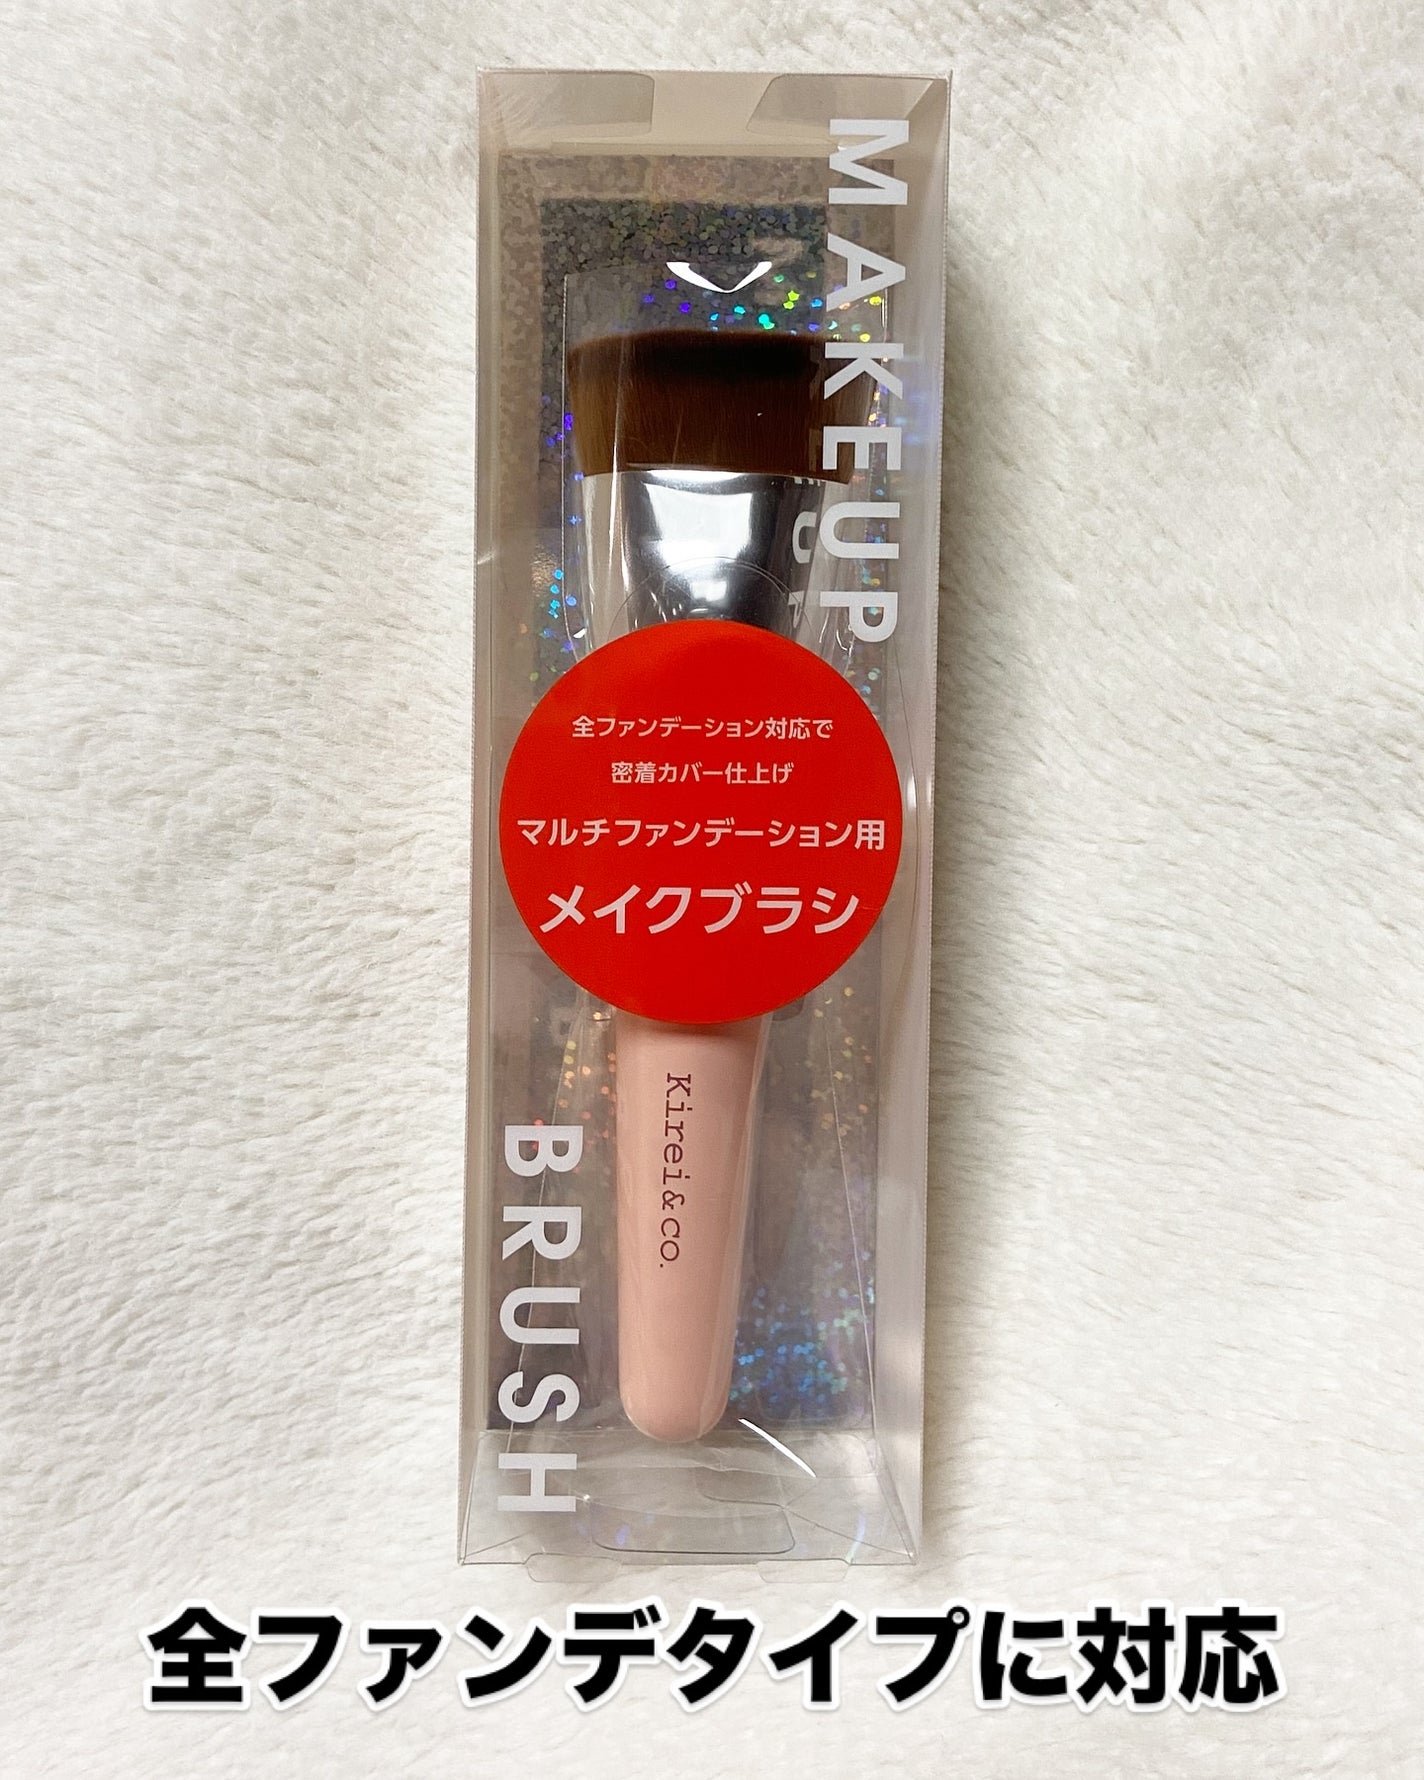 MAKEUP
全ファンデーション対応で
密着カバー仕上げ
マルチファンデーション用
メイクブラシ
Kirei&co.
BRUSH
全ファンデタイプに対応